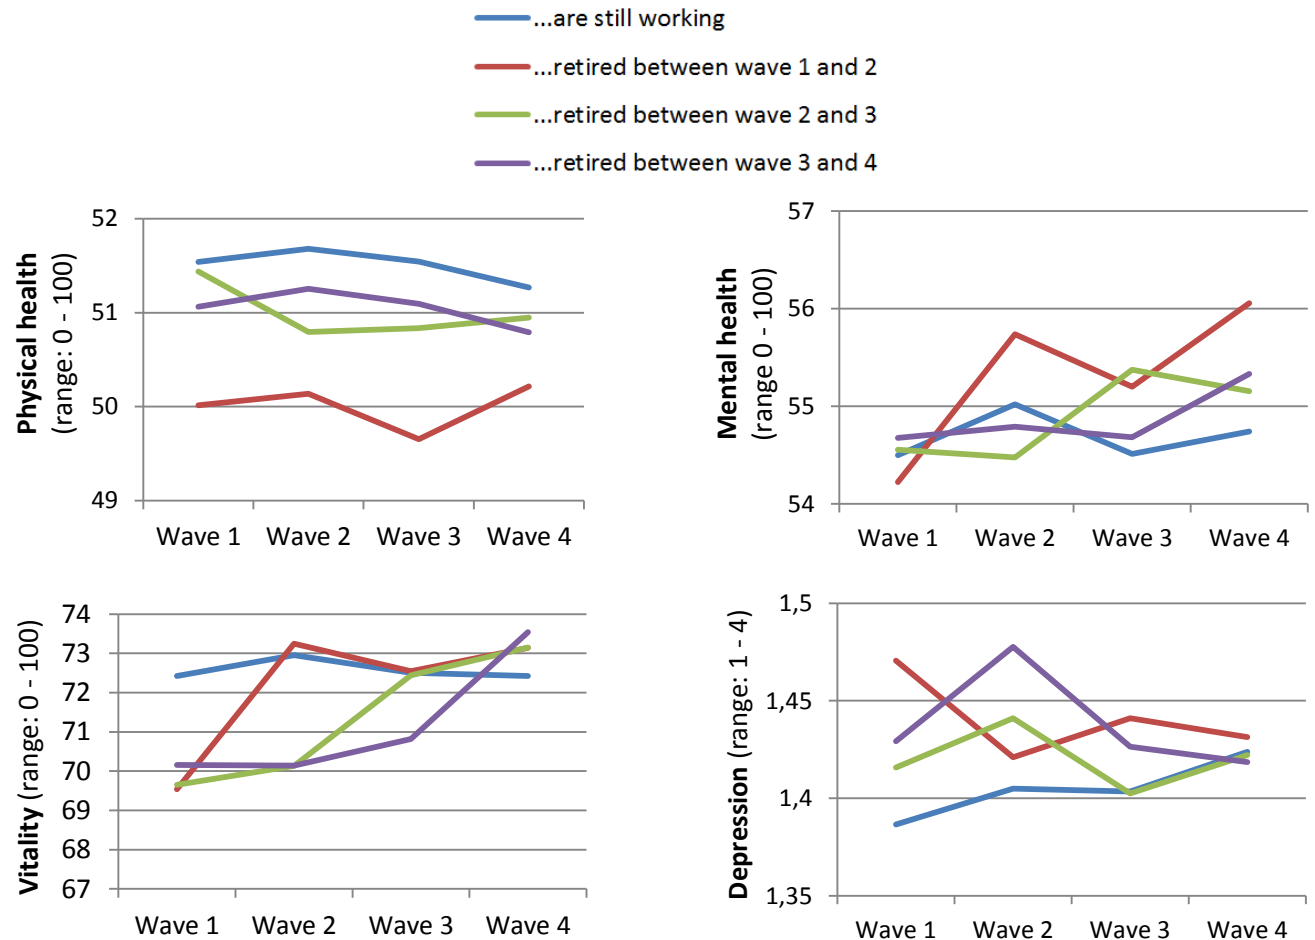 ...are still working
...retired between wave 1 and 2
...retired between wave 2 and 3
...retired between wave 3 and 4
Physical health
(range: 0 - 100)
52
51
50
49
Wave 1 Wave 2 Wave 3 Wave 4
Mental health
(range 0 - 100)
57
56
55
54
Wave 1 Wave 2 Wave 3 Wave 4
Vitality (range: 0 - 100)
74
73
72
71
70
69
68
67
Wave 1 Wave 2 Wave 3 Wave 4
Depression (range: 1 - 4)
1,5
1,45
1,4
1,35
Wave 1 Wave 2 Wave 3 Wave 4